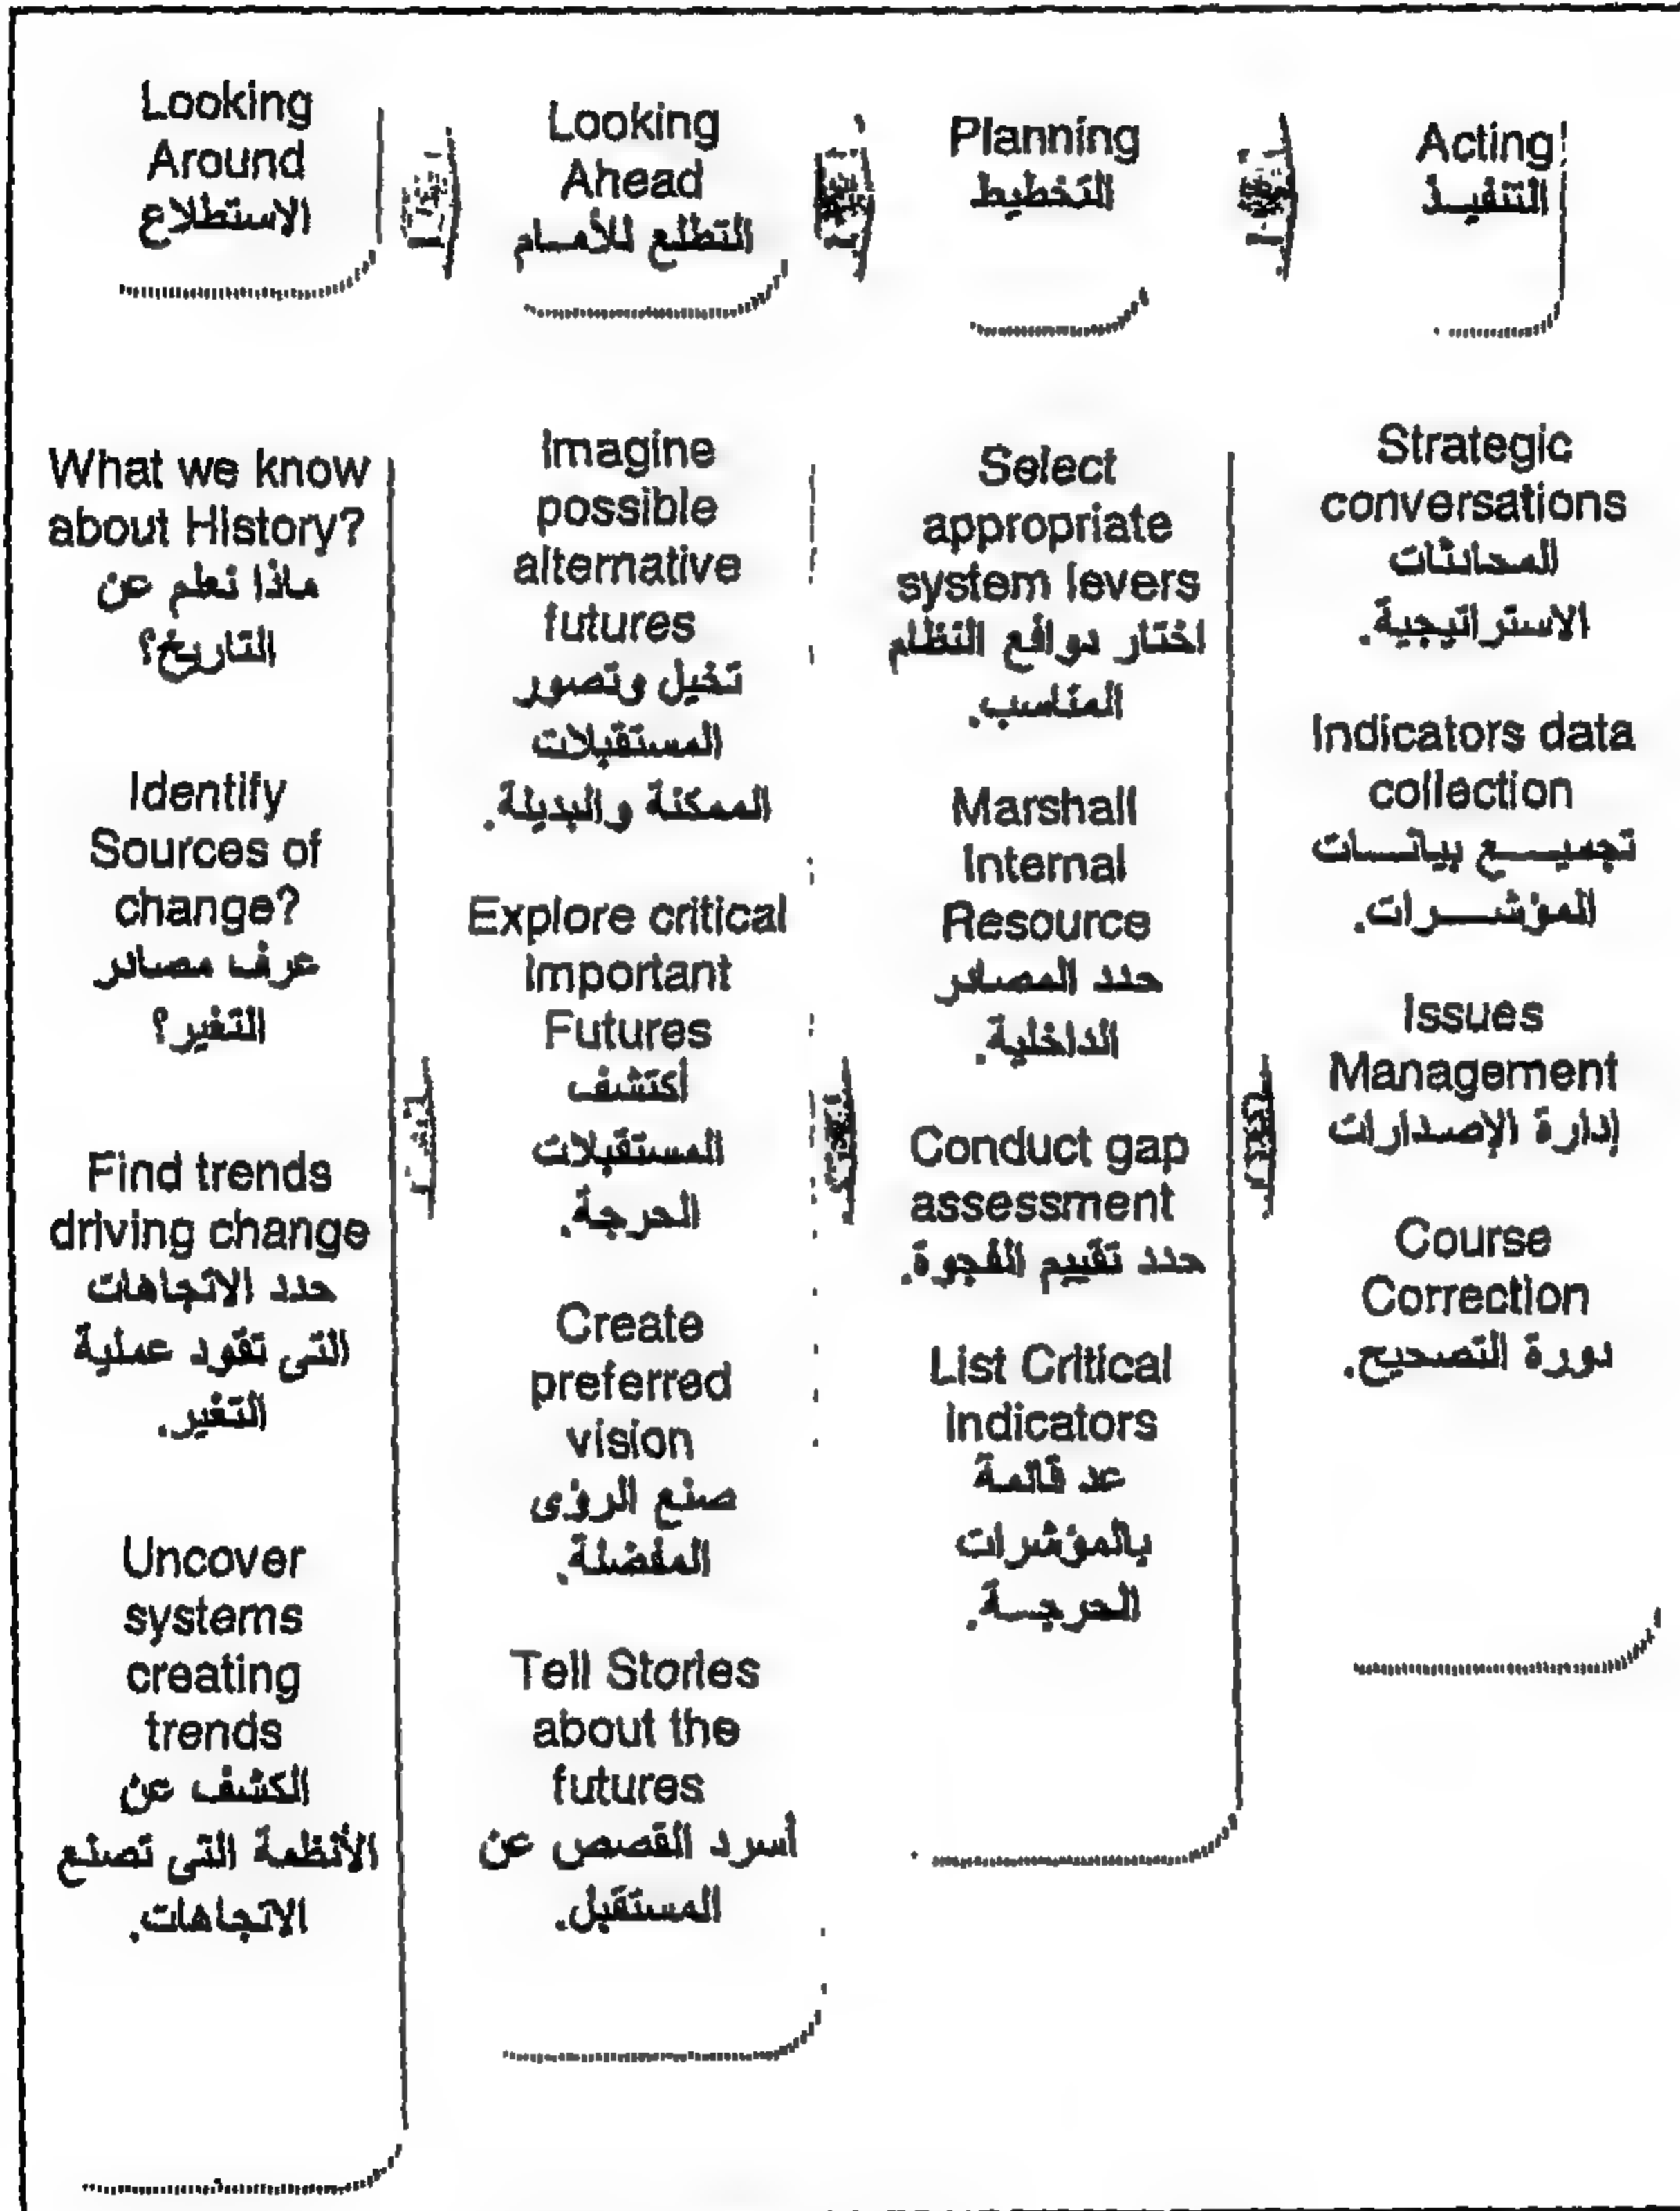 Looking
Around
الاستطلاع
Looking
Ahead
التطلع للأمـام
Planning
التخطيط
Acting
التنفيـذ
What we know
about History?
ماذا نعلم عن
التاريخ؟
Identify
Sources of
change?
عرف مصادر
التغير؟
Find trends
driving change
حدد الاتجاهات
التى تقود عملية
التغير.
Uncover
systems
creating
trends
الكشف عن
الأنظمة التى تصنع
الاتجاهات.
Imagine
possible
alternative
futures
تخيل وتصور
المستقبلات
الممكنة والبديلة.
Explore critical
Important
Futures
أكتشف
المستقبلات
الحرجة.
Create
preferred
vision
صنع الرؤى
المفضلة.
Tell Stories
about the
futures
أسرد القصص عن
المستقبل.
Select
appropriate
system levers
اختار دوافع النظام
المناسب.
Marshall
Internal
Resource
حدد المصادر
الداخلية.
Conduct gap
assessment
حدد تقييم الفجوة.
List Critical
Indicators
عد قائمة
بالمؤشرات
الحرجـة.
Strategic
conversations
المحادثات
الاستراتيجية.
Indicators data
collection
تجميـــع بيانـــات
المؤشـــرات.
Issues
Management
إدارة الإصدارات
Course
Correction
دورة التصحيح.